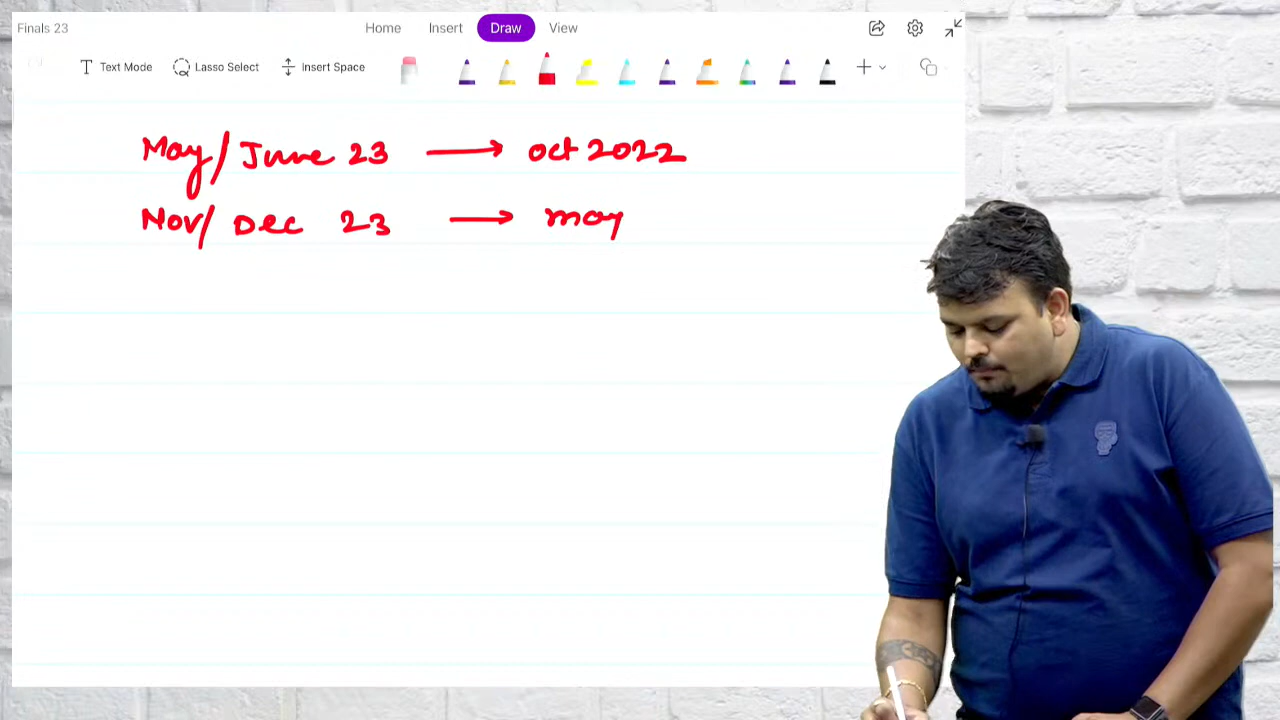 Finals 23
Home Insert Draw View
Text Mode Lasso Select Insert Space
May/June 23 → oct 2022
Nov/Dec 23 → may